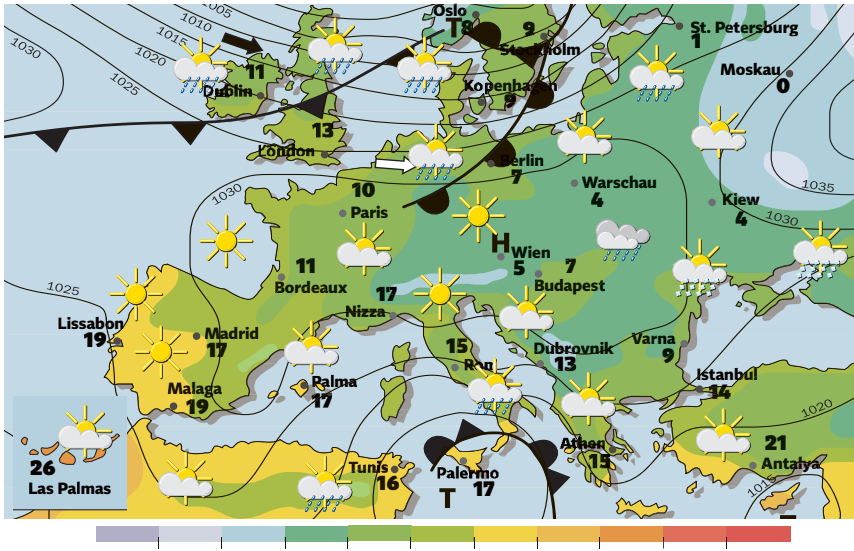 1005
1010
1015
1020
1025
1030
Oslo
T
8
9
Stockholm
St. Petersburg
1
Moskau
0
11
Dublin
Kopenhagen
9
13
London
Berlin
7
1035
1030
10
Paris
Warschau
4
Kiew
4
1030
H
Wien
5
7
Budapest
11
Bordeaux
17
Nizza
1025
Lissabon
19
Madrid
17
15
Rom
Dubrovnik
13
Varna
9
Malaga
19
Palma
17
Istanbul
14
1020
26
Las Palmas
Tunis
16
Palermo
17
T
Athen
15
21
Antalya
1015